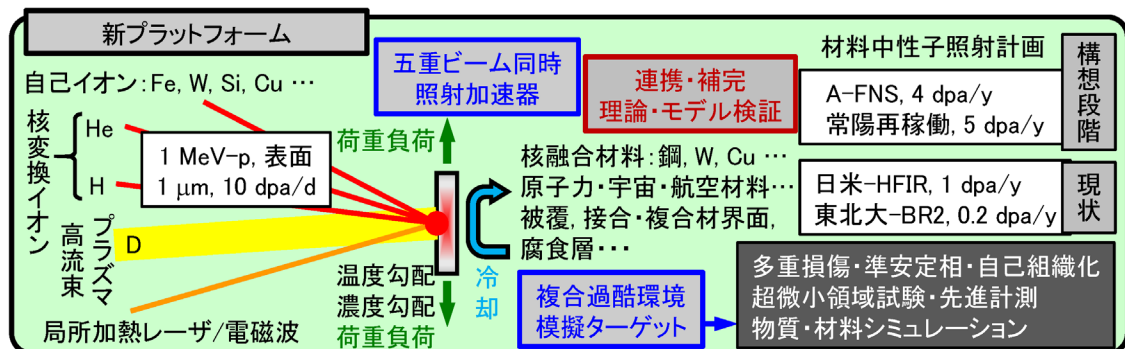 新プラットフォーム
自己イオン：Fe, W, Si, Cu …
核変換イオン
He
H
1 MeV-p, 表面
1 μm, 10 dpa/d
高流束
プラズマ
D
局所加熱レーザ/電磁波
五重ビーム同時
照射加速器
荷重負荷
温度勾配
濃度勾配
荷重負荷
冷却
連携・補完
理論・モデル検証
核融合材料：鋼, W, Cu …
原子力・宇宙・航空材料…
被覆, 接合・複合材界面,
腐食層・・・
複合過酷環境
模擬ターゲット
材料中性子照射計画
A-FNS, 4 dpa/y
常陽再稼働, 5 dpa/y
構想段階
日米-HFIR, 1 dpa/y
東北大-BR2, 0.2 dpa/y
現状
多重損傷・準安定相・自己組織化
超微小領域試験・先進計測
物質・材料シミュレーション